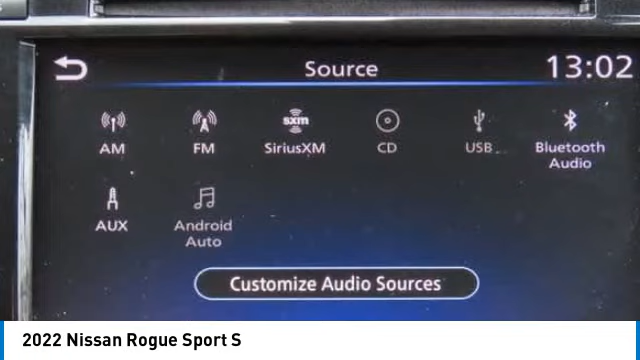 Source
13:02
AM
FM
sxm
SiriusXM
CD
USB
Bluetooth
Audio
AUX
Android
Auto
Customize Audio Sources
2022 Nissan Rogue Sport S